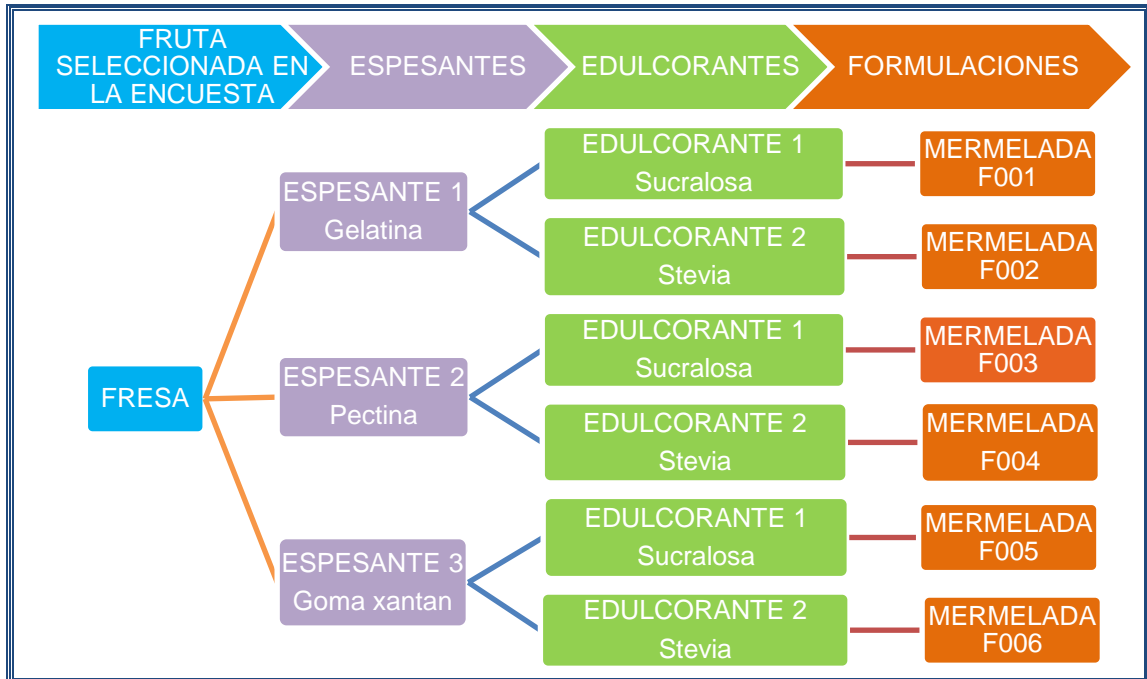 FRUTA
SELECCIONADA EN
LA ENCUESTA
ESPESANTES
EDULCORANTES
FORMULACIONES
FRESA
ESPESANTE 1
Gelatina
EDULCORANTE 1
Sucralosa
MERMELADA
F001
EDULCORANTE 2
Stevia
MERMELADA
F002
ESPESANTE 2
Pectina
EDULCORANTE 1
Sucralosa
MERMELADA
F003
EDULCORANTE 2
Stevia
MERMELADA
F004
ESPESANTE 3
Goma xantan
EDULCORANTE 1
Sucralosa
MERMELADA
F005
EDULCORANTE 2
Stevia
MERMELADA
F006